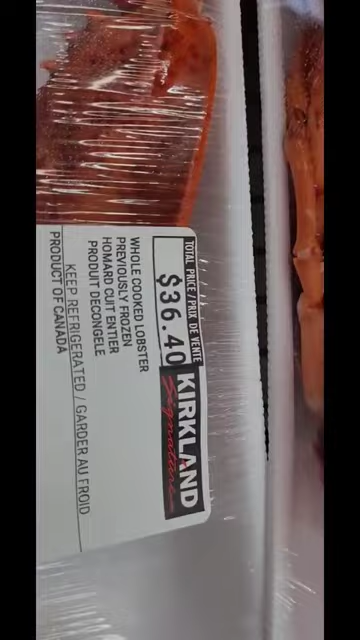 TOTAL PRICE / PRIX DE VENTE
$36.40
KIRKLAND
Signature
WHOLE COOKED LOBSTER
PREVIOUSLY FROZEN
HOMARD CUIT ENTIER
PRODUIT DECONGELE
KEEP REFRIGERATED / GARDER AU FROID
PRODUCT OF CANADA